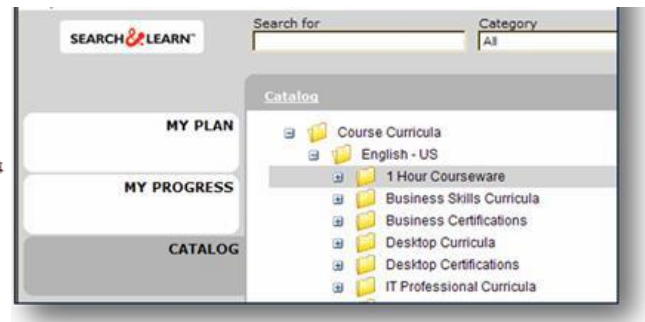 Search for
Category
SEARCH & LEARN™
All
Catalog
MY PLAN
Course Curricula
English - US
1 Hour Courseware
MY PROGRESS
Business Skills Curricula
Business Certifications
CATALOG
Desktop Curricula
Desktop Certifications
IT Professional Curricula